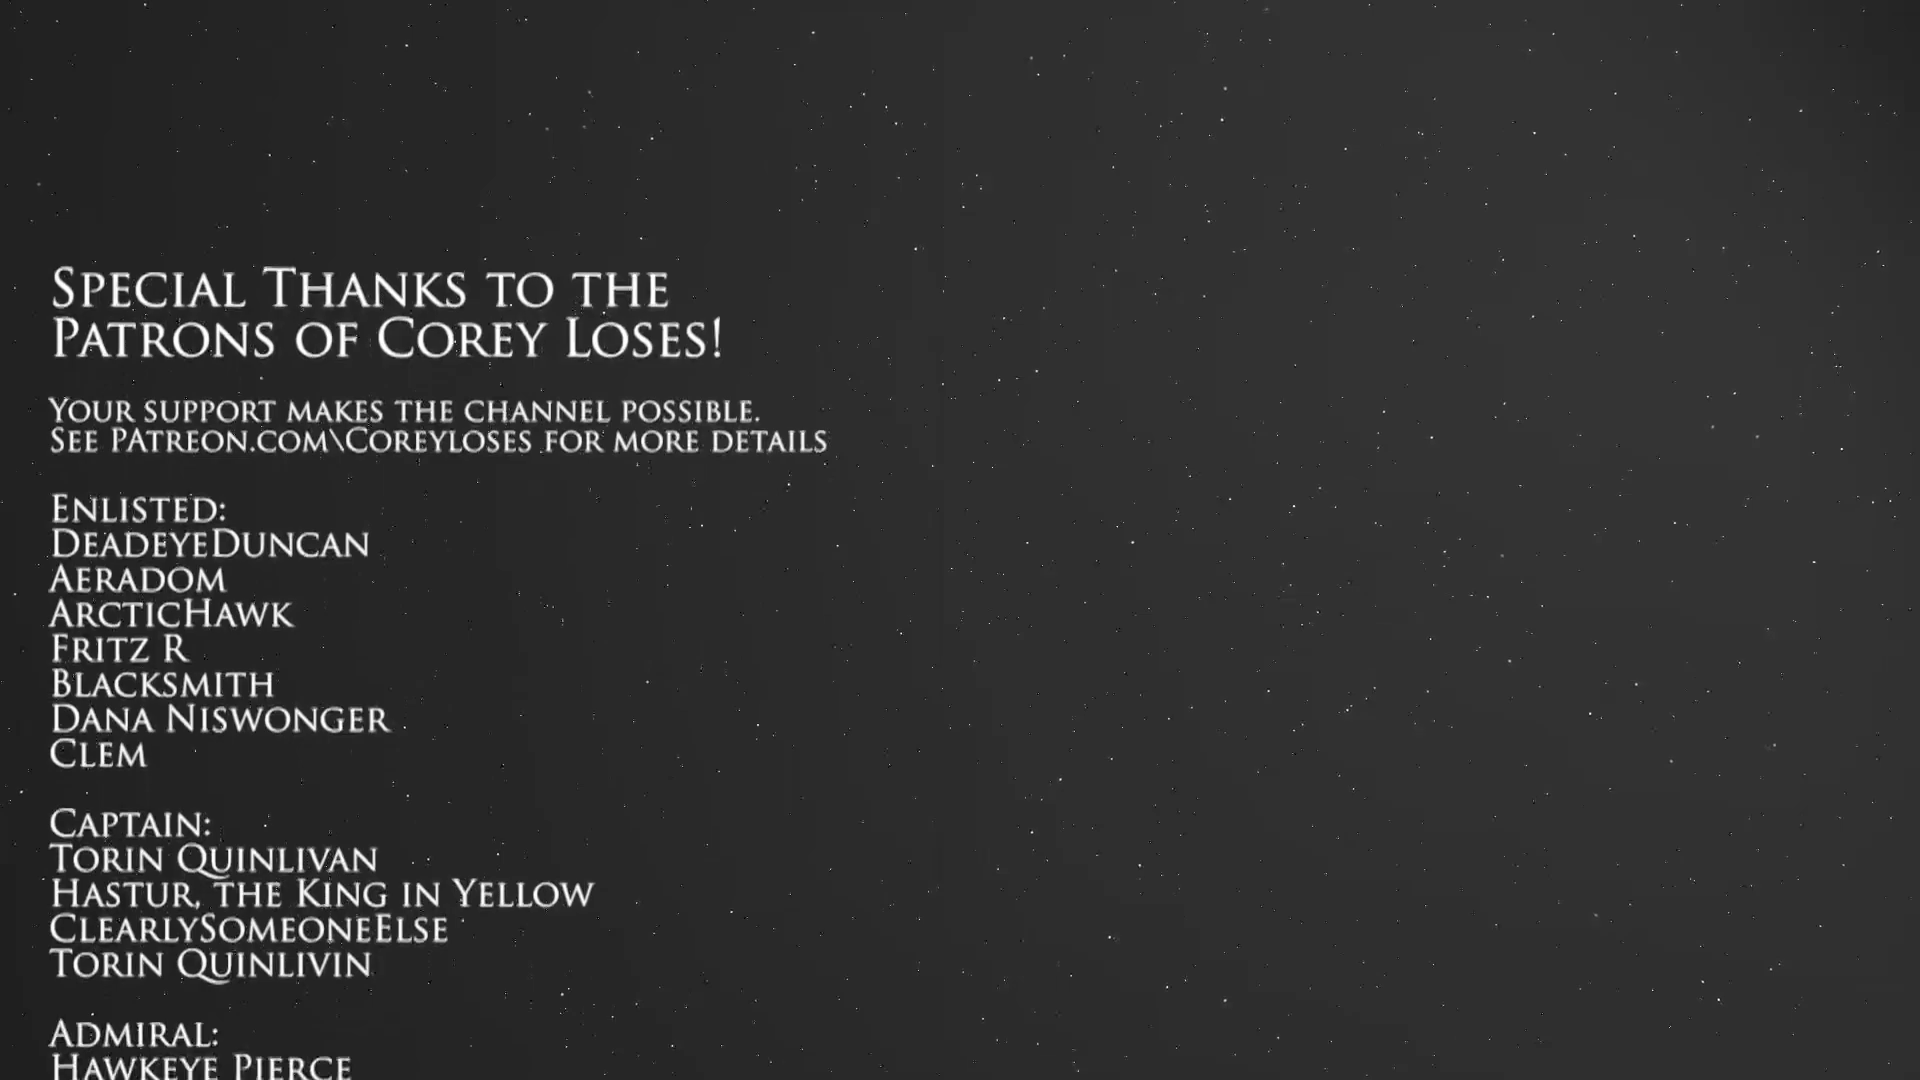 Special Thanks to the
Patrons of Corey Loses!
Your support makes the channel possible.
See Patreon.com\Coreyloses for more details
Enlisted:
DeadeyeDuncan
Aeradom
ArcticHawk
Fritz R
Blacksmith
Dana Niswonger
Clem
Captain:
Torin Quinlivan
Hastur, the King in Yellow
ClearlySomeoneElse
Torin Quinlivin
Admiral:
Hawkeye Pierce